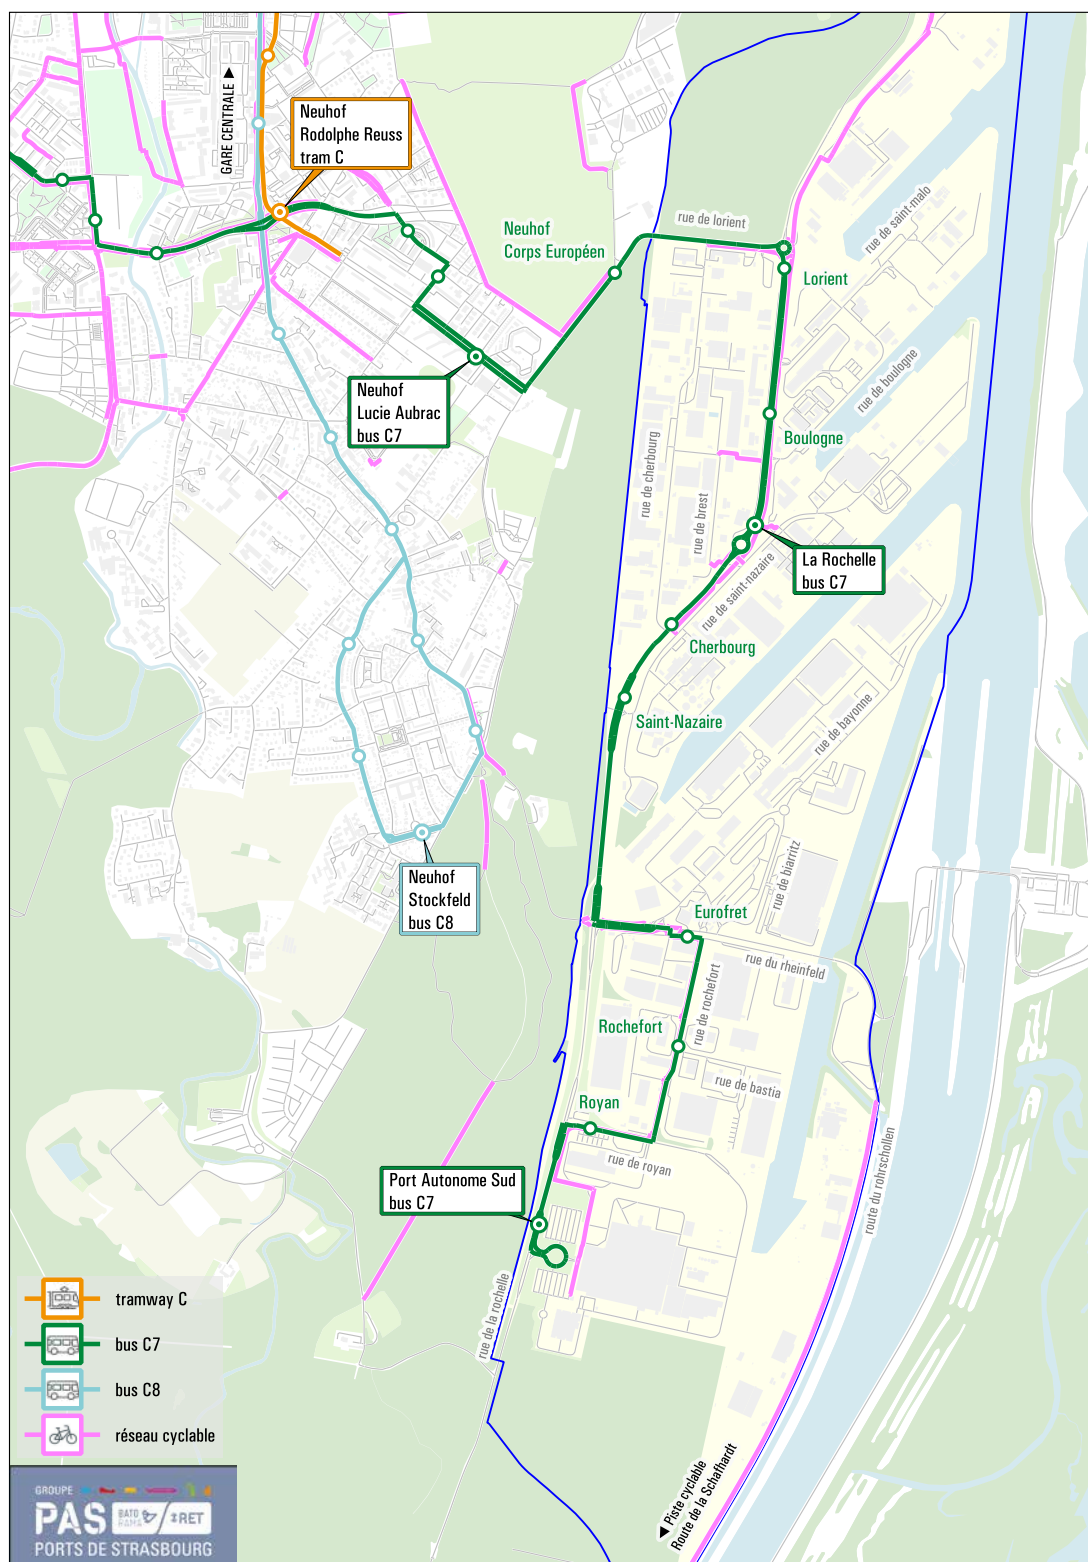 GARE CENTRALE ▶
Neuhof
Rodolphe Reuss
tram C
Neuhof
Corps Européen
rue de lorient
rue de saint-malo
Lorient
rue de boulogne
Neuhof
Lucie Aubrac
bus C7
Boulogne
rue de cherbourg
rue de brest
La Rochelle
bus C7
rue de saint-nazaire
Cherbourg
Saint-Nazaire
rue de bayonne
rue de biarritz
Neuhof
Stockfeld
bus C8
Eurofret
rue du rheinfeld
rue de rochefort
Rochefort
rue de bastia
Royan
rue de royan
Port Autonome Sud
bus C7
route du rohrschollen
rue de la rochelle
tramway C
bus C7
bus C8
réseau cyclable
◀ Piste cyclable
Route de la Schafhardt
GROUPE
PAS
BATO
RAMA
RET
PORTS DE STRASBOURG